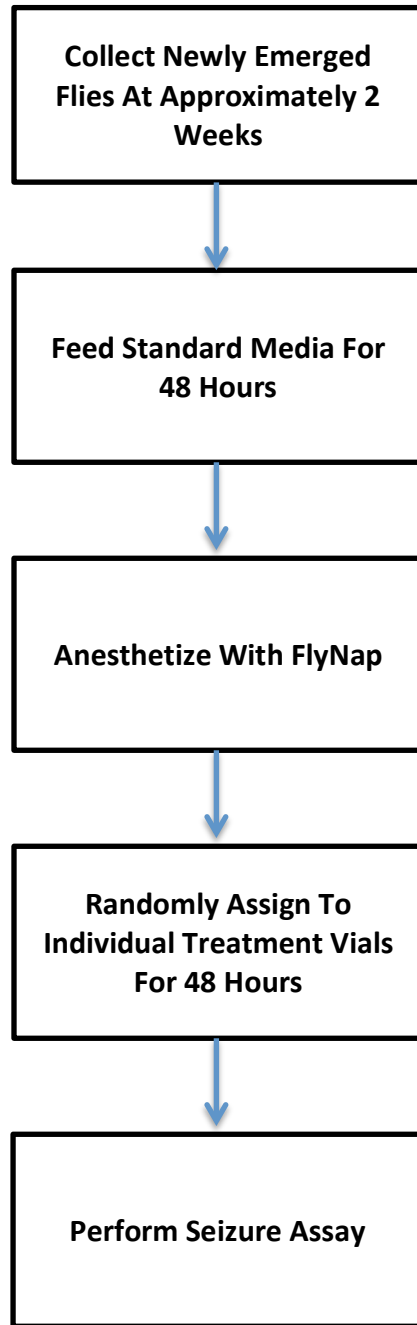 Collect Newly Emerged
Flies At Approximately 2
Weeks
Feed Standard Media For
48 Hours
Anesthetize With FlyNap
Randomly Assign To
Individual Treatment Vials
For 48 Hours
Perform Seizure Assay